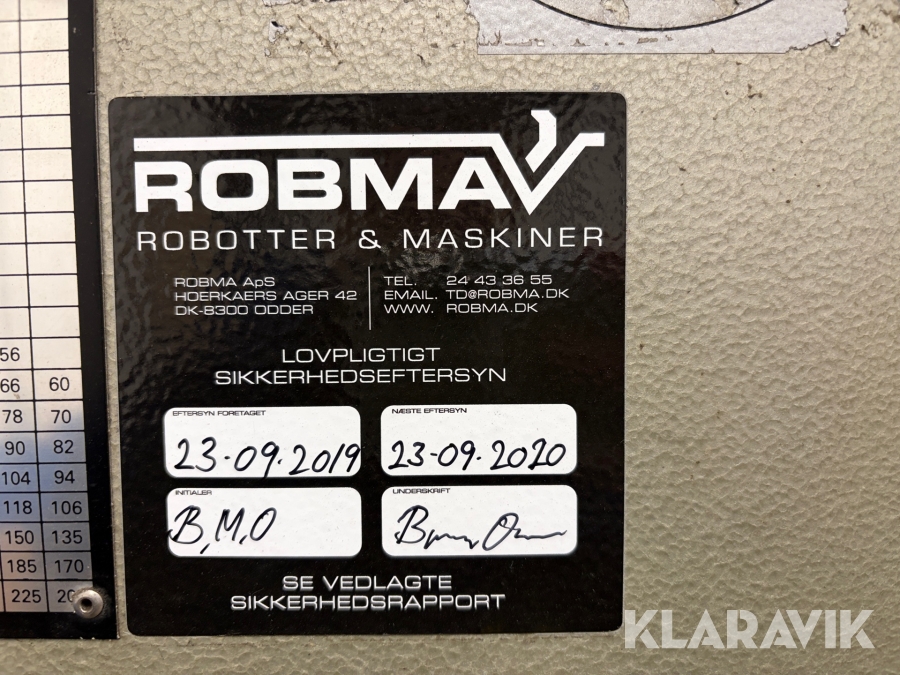 ROBMA
ROBOTTER & MASKINER
ROBMA ApS
HOERKAERS AGER 42
DK-8300 ODDER
TEL. 24 43 36 55
EMAIL. TD@ROBMA.DK
WWW. ROBMA.DK
LOVPLIGTIGT
SIKKERHEDSEFTERSYN
EFTERSYN FORETAGET
23-09.2019
NÆSTE EFTERSYN
23-09.2020
INITIALER
B,M,O
UNDERSKRIFT
SE VEDLAGTE
SIKKERHEDSRAPPORT
56
66 60
78 70
90 82
104 94
118 106
150 135
185 170
225
KLARAVIK